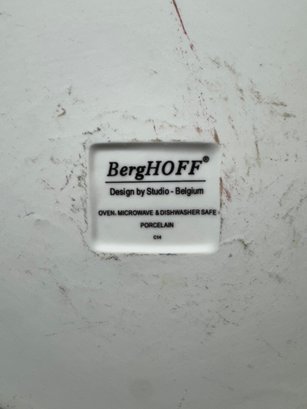 BergHOFF®
Design by Studio - Belgium
OVEN, MICROWAVE & DISHWASHER SAFE
PORCELAIN
C14